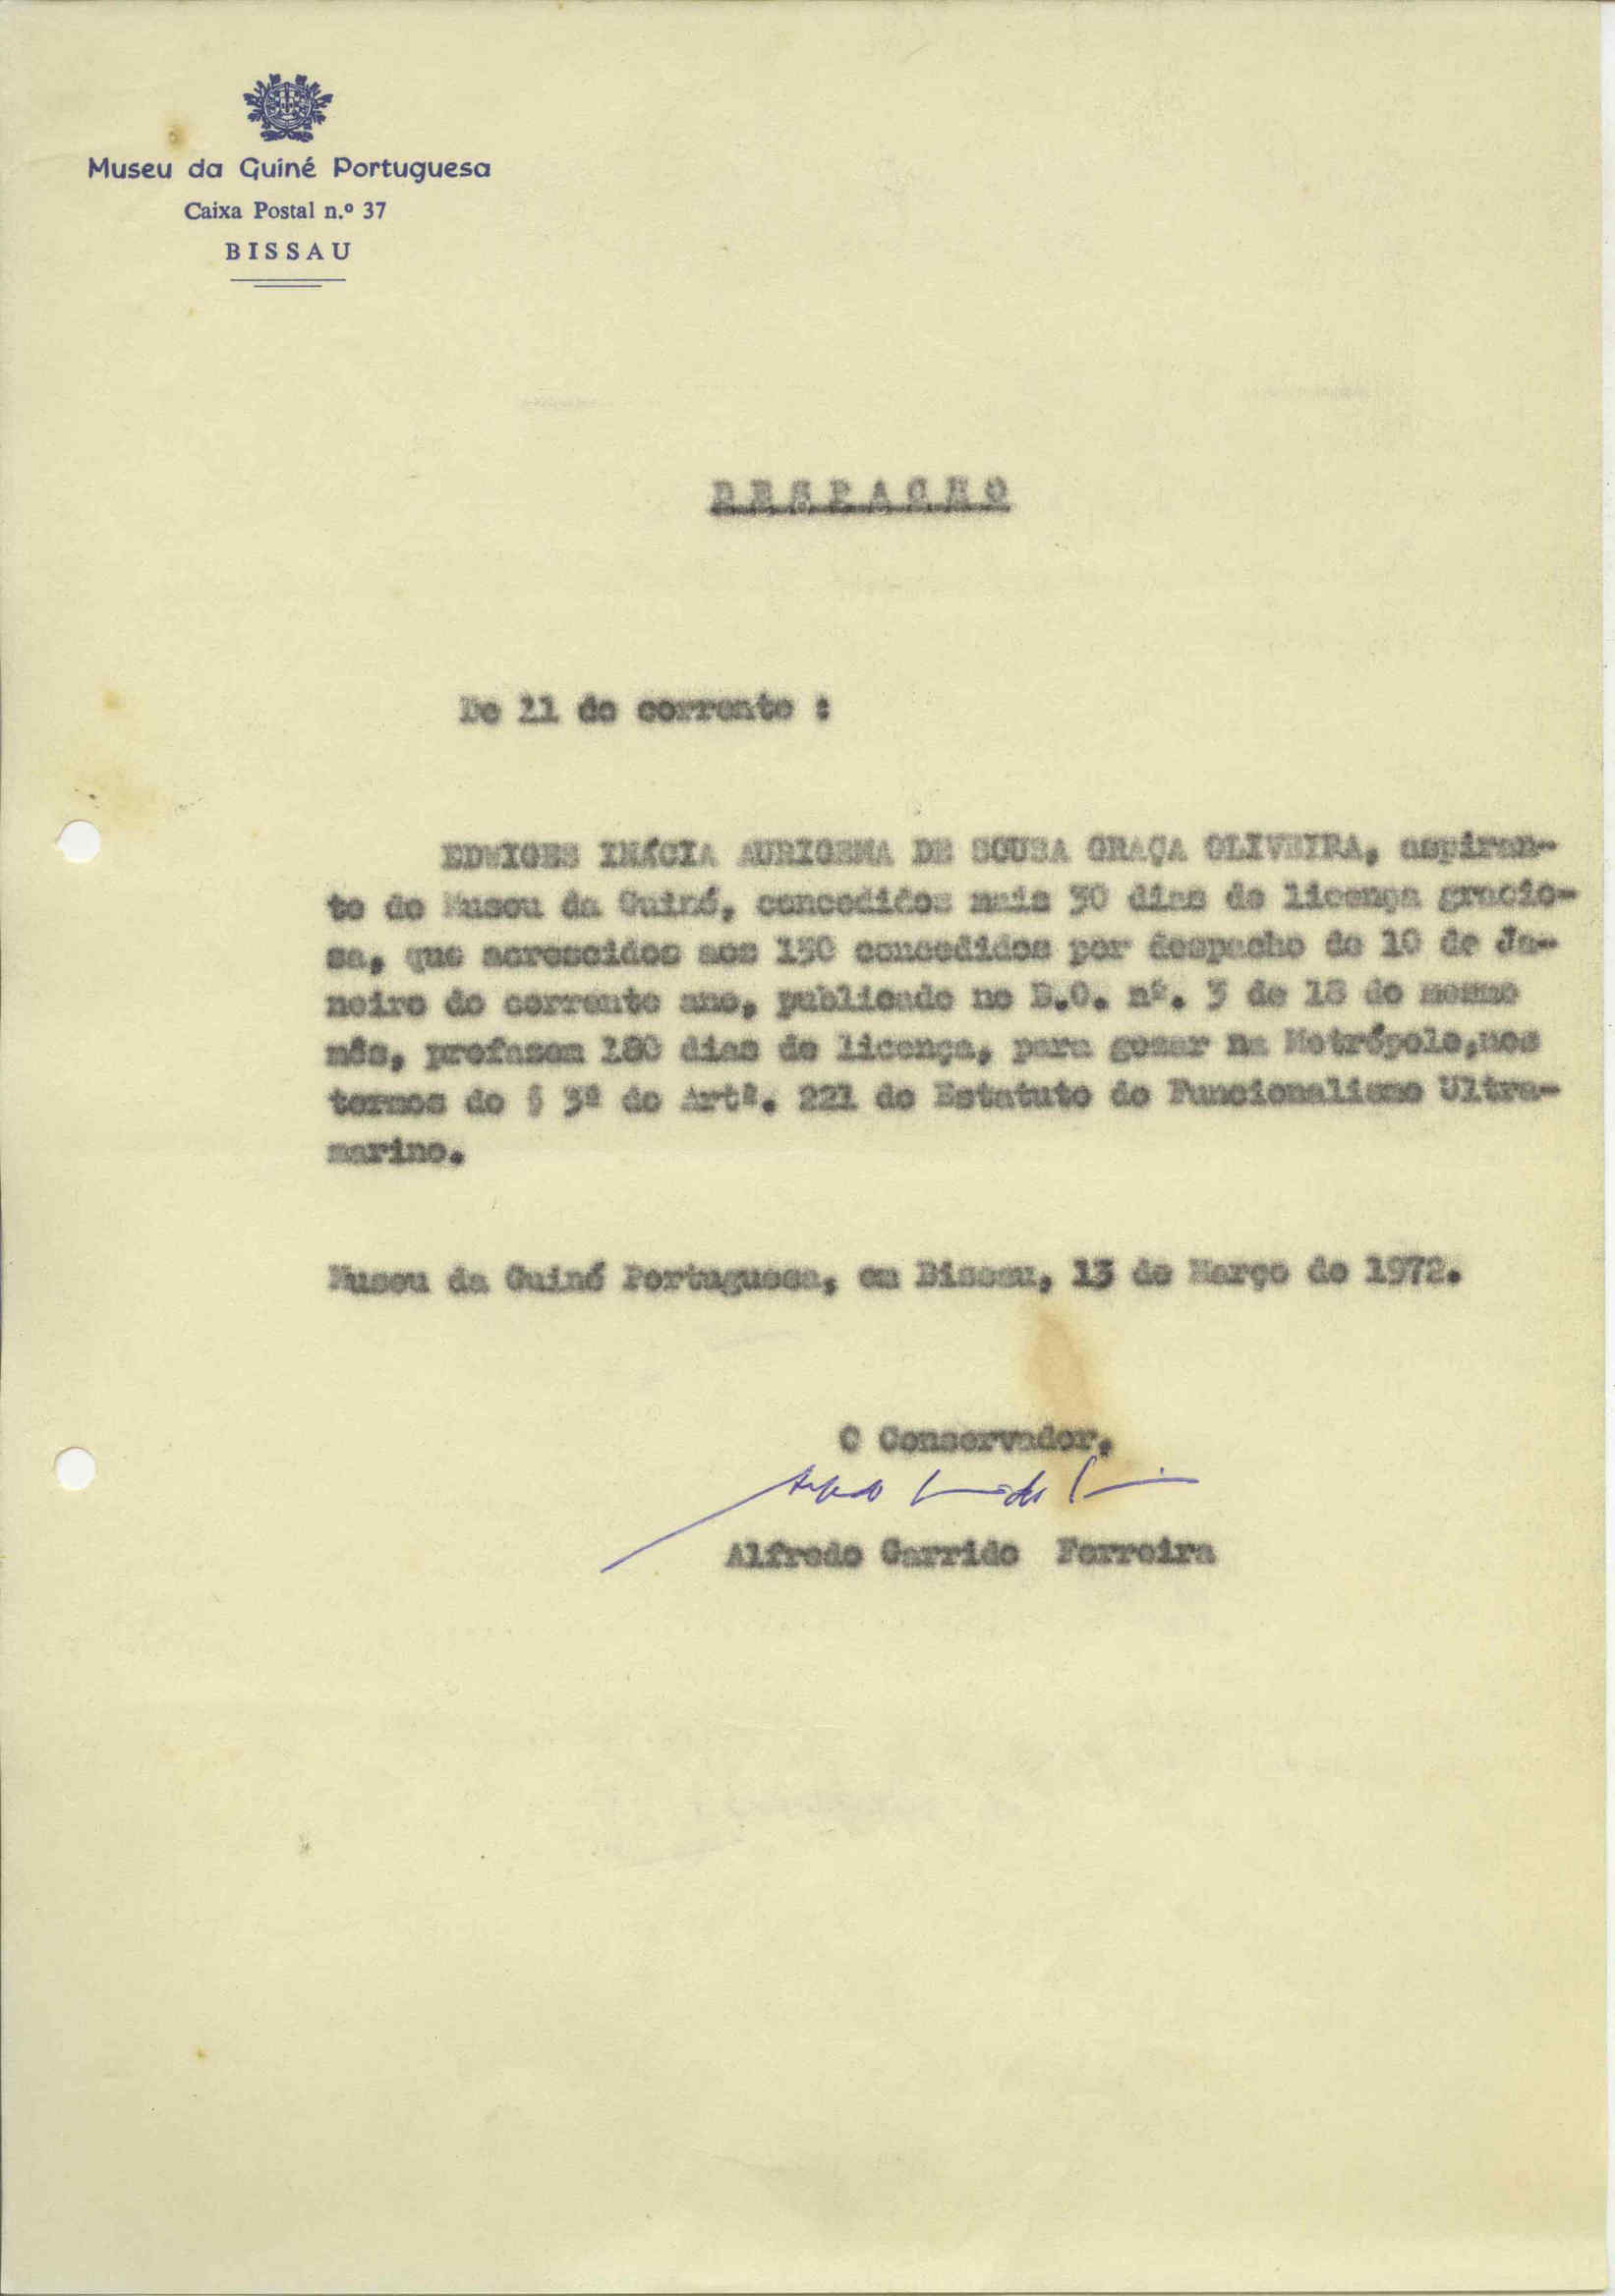 Museu da Guiné Portuguesa
Caixa Postal n.º 37
BISSAU
DESPACHO
De 11 do corrente :
EDWIGES INÁCIA AURIGEMA DE SOUSA GRAÇA OLIVEIRA, aspiran-
te do Museu da Guiné, concedidos mais 30 dias de licença gracio-
sa, que acrescidos aos 150 concedidos por despacho de 10 de Ja-
neiro do corrente ano, publicado no B.O. nº. 3 de 18 do mesmo
mês, prefazem 180 dias de licença, para gozar na Metrópole,nos
termos do § 3º do Artº. 221 do Estatuto do Funcionalismo Ultra-
marino.
Museu da Guiné Portuguesa, em Bissau, 13 de Março de 1972.
O Conservador,
Alfredo Garrido Ferreira